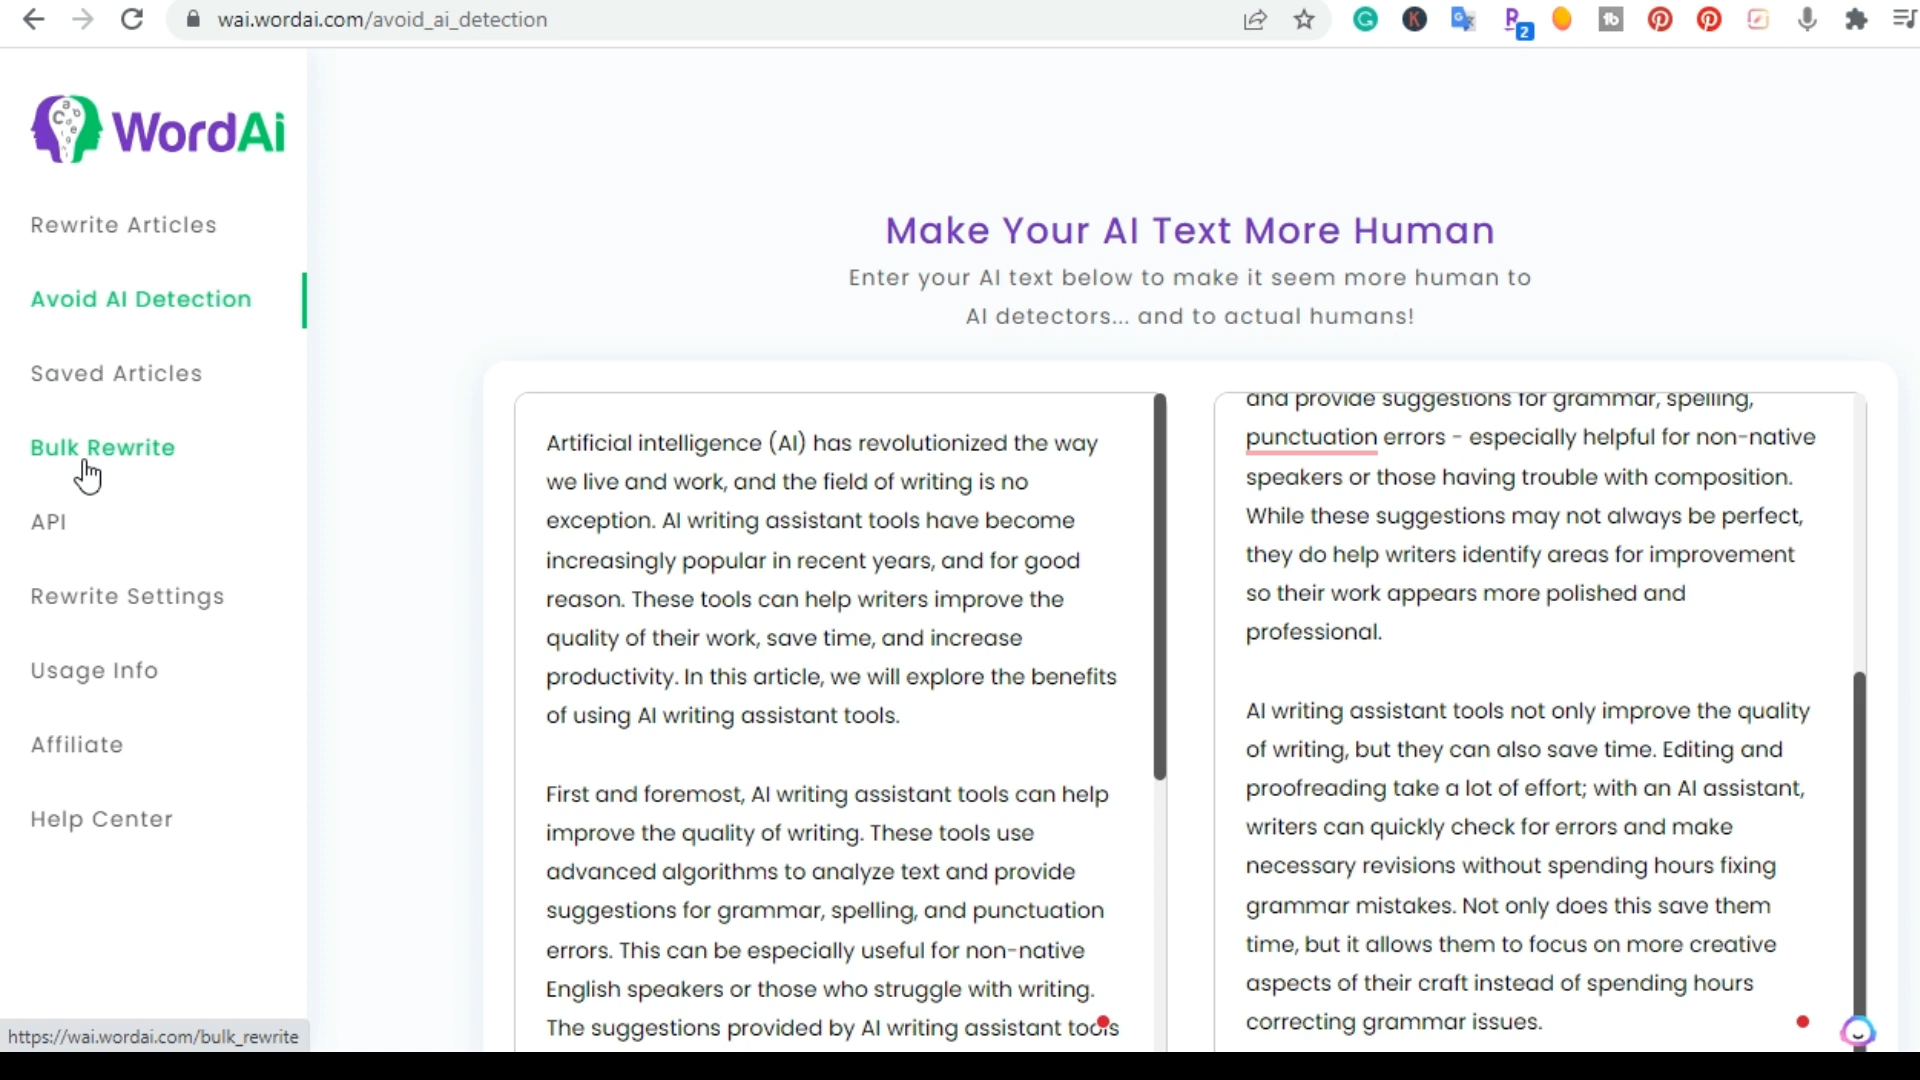 wai.wordai.com/avoid_ai_detection
2
WordAi
Rewrite Articles
Avoid AI Detection
Saved Articles
Bulk Rewrite
API
Rewrite Settings
Usage Info
Affiliate
Help Center
https://wai.wordai.com/bulk_rewrite
Make Your AI Text More Human
Enter your AI text below to make it seem more human to
AI detectors... and to actual humans!
Artificial intelligence (AI) has revolutionized the way
we live and work, and the field of writing is no
exception. AI writing assistant tools have become
increasingly popular in recent years, and for good
reason. These tools can help writers improve the
quality of their work, save time, and increase
productivity. In this article, we will explore the benefits
of using AI writing assistant tools.
First and foremost, AI writing assistant tools can help
improve the quality of writing. These tools use
advanced algorithms to analyze text and provide
suggestions for grammar, spelling, and punctuation
errors. This can be especially useful for non-native
English speakers or those who struggle with writing.
The suggestions provided by AI writing assistant tools
and provide suggestions for grammar, spelling,
punctuation errors - especially helpful for non-native
speakers or those having trouble with composition.
While these suggestions may not always be perfect,
they do help writers identify areas for improvement
so their work appears more polished and
professional.
AI writing assistant tools not only improve the quality
of writing, but they can also save time. Editing and
proofreading take a lot of effort; with an AI assistant,
writers can quickly check for errors and make
necessary revisions without spending hours fixing
grammar mistakes. Not only does this save them
time, but it allows them to focus on more creative
aspects of their craft instead of spending hours
correcting grammar issues.